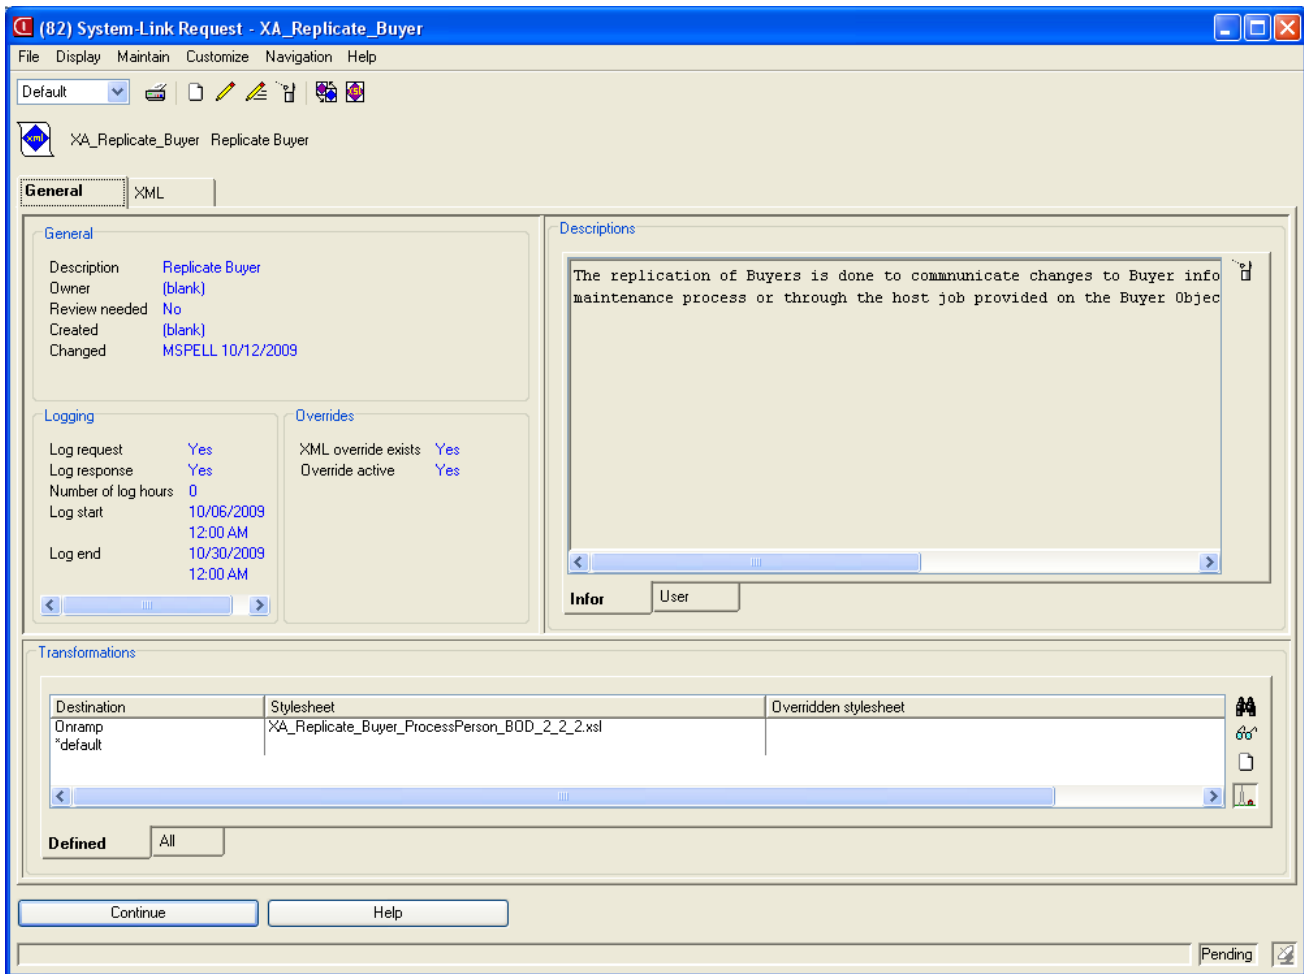 (82) System-Link Request - XA_Replicate_Buyer
File Display Maintain Customize Navigation Help
Default
XA_Replicate_Buyer Replicate Buyer
General XML
General
Description Replicate Buyer
Owner (blank)
Review needed No
Created (blank)
Changed MSPELL 10/12/2009
Descriptions
The replication of Buyers is done to commnunicate changes to Buyer info
maintenance process or through the host job provided on the Buyer Objec
Infor User
Logging
Log request Yes
Log response Yes
Number of log hours 0
Log start 10/06/2009
12:00 AM
Log end 10/30/2009
12:00 AM
Overrides
XML override exists Yes
Override active Yes
Transformations
Destination Stylesheet Overridden stylesheet
Onramp XA_Replicate_Buyer_ProcessPerson_BOD_2_2_2.xsl
*default
Defined All
Continue Help
Pending